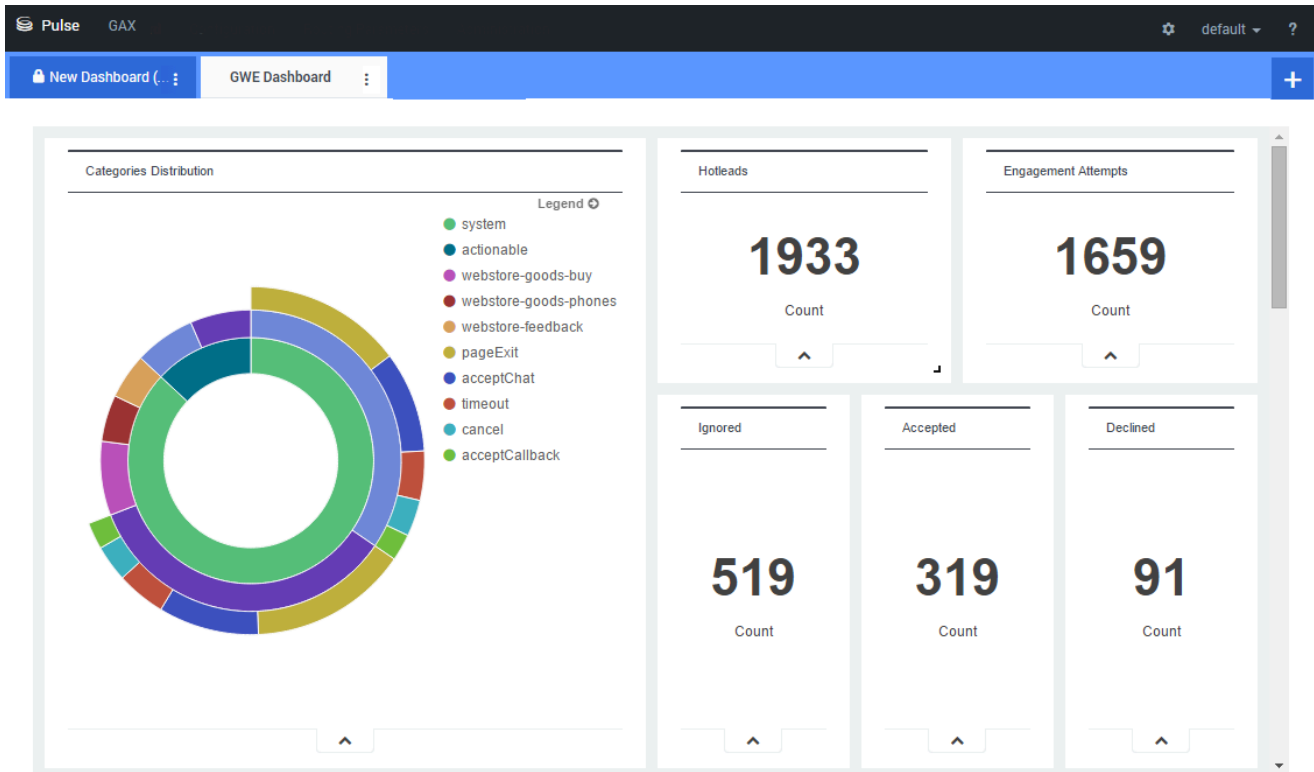 Pulse GAX default ?
New Dashboard (... GWE Dashboard +
Categories Distribution
Legend
system
actionable
webstore-goods-buy
webstore-goods-phones
webstore-feedback
pageExit
acceptChat
timeout
cancel
acceptCallback
Hotleads
1933
Count
Engagement Attempts
1659
Count
Ignored
519
Count
Accepted
319
Count
Declined
91
Count